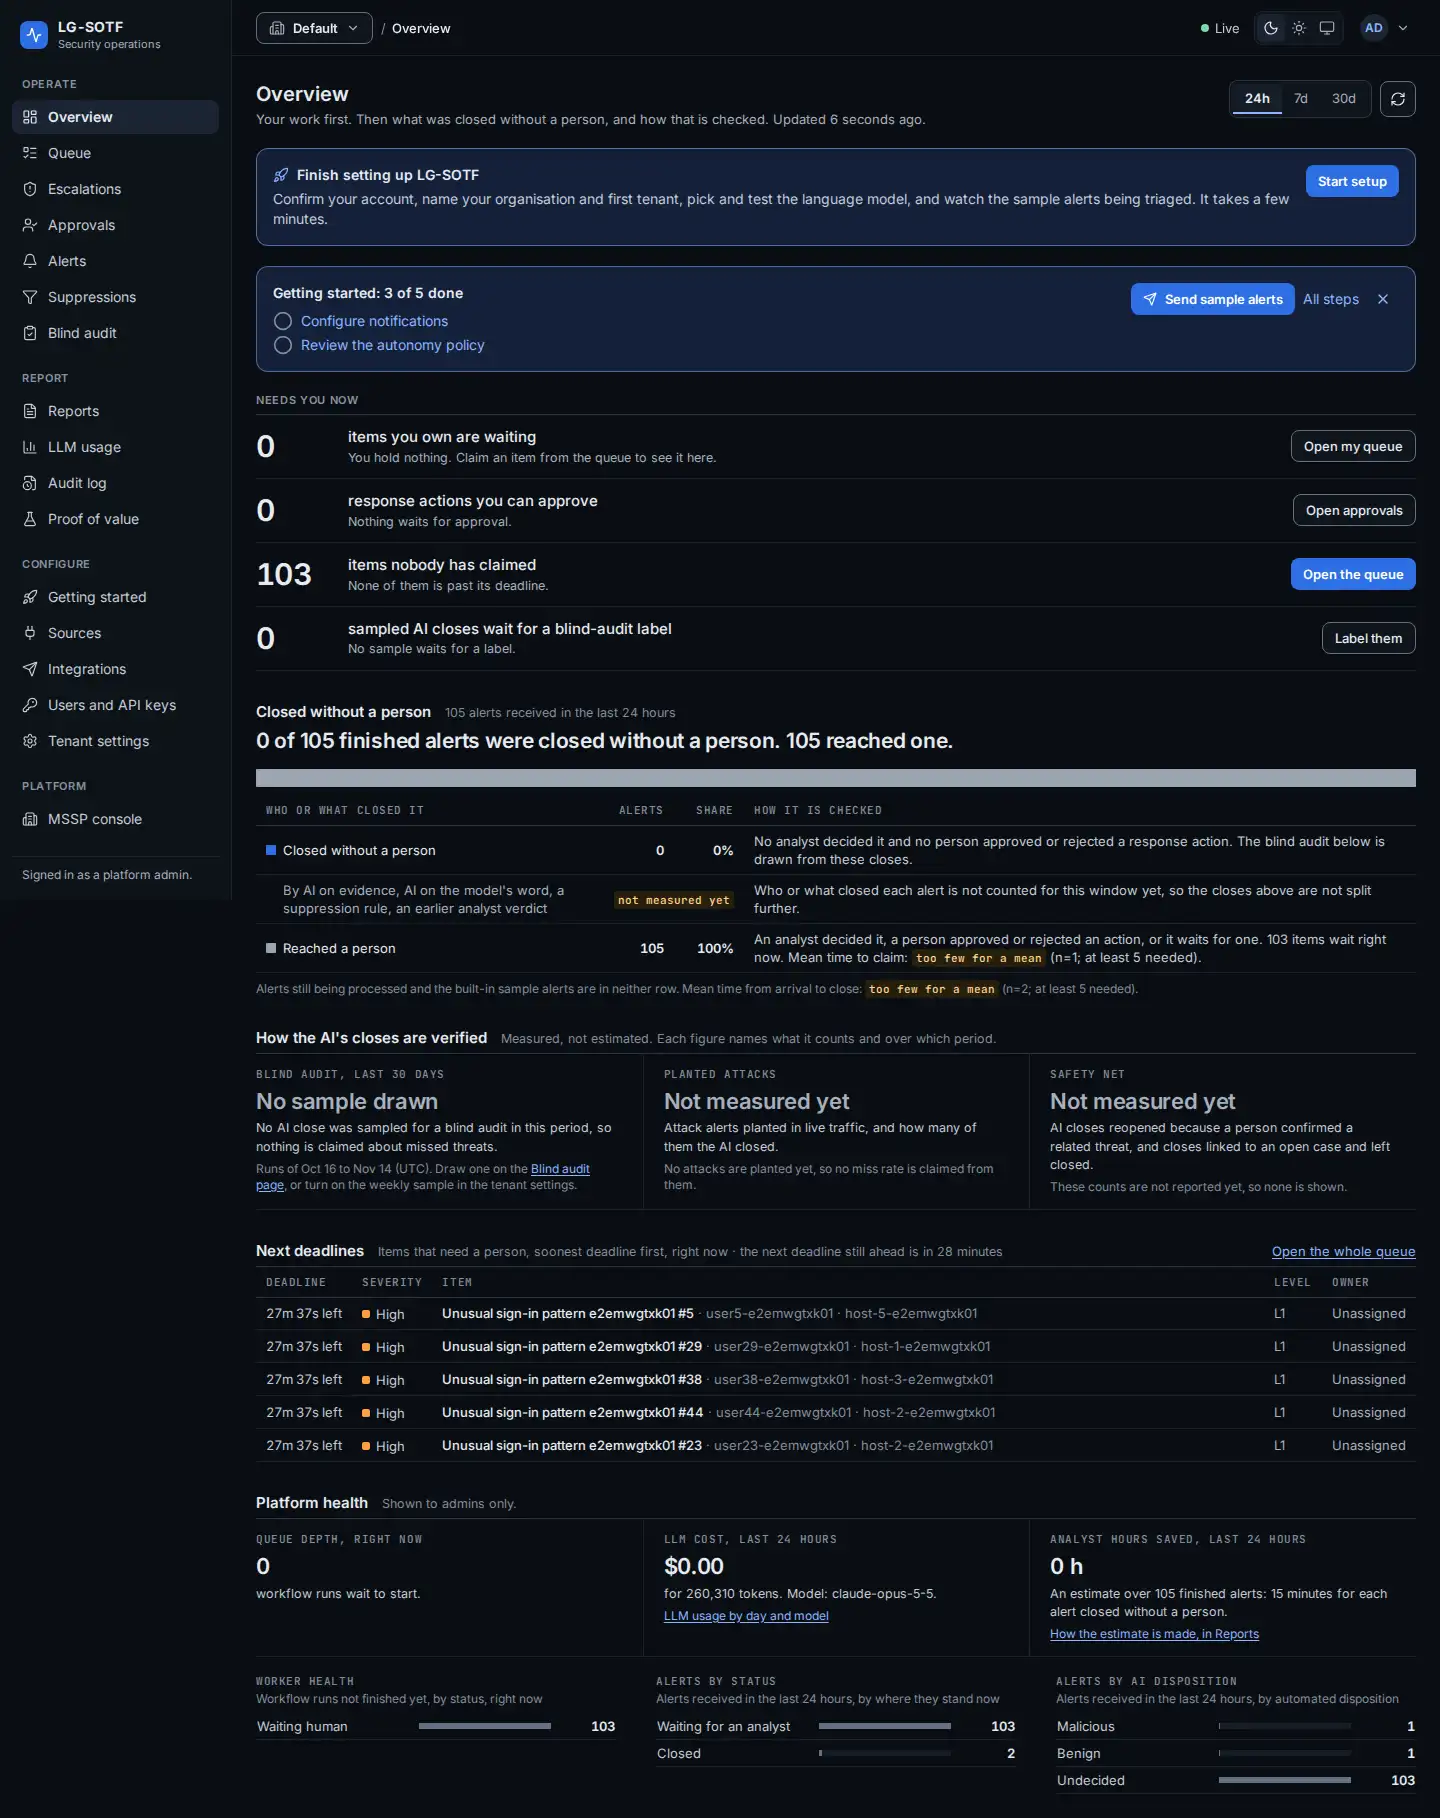 LG-SOTF
Security operations
OPERATE
Overview
Queue
Escalations
Approvals
Alerts
Suppressions
Blind audit
REPORT
Reports
LLM usage
Audit log
Proof of value
CONFIGURE
Getting started
Sources
Integrations
Users and API keys
Tenant settings
PLATFORM
MSSP console
Signed in as a platform admin.
Default / Overview
Live
AD
Overview
24h 7d 30d
Your work first. Then what was closed without a person, and how that is checked. Updated 6 seconds ago.
Finish setting up LG-SOTF
Confirm your account, name your organisation and first tenant, pick and test the language model, and watch the sample alerts being triaged. It takes a few
minutes.
Start setup
Getting started: 3 of 5 done
Configure notifications
Review the autonomy policy
Send sample alerts All steps
NEEDS YOU NOW
0 items you own are waiting
You hold nothing. Claim an item from the queue to see it here.
Open my queue
0 response actions you can approve
Nothing waits for approval.
Open approvals
103 items nobody has claimed
None of them is past its deadline.
Open the queue
0 sampled AI closes wait for a blind-audit label
No sample waits for a label.
Label them
Closed without a person 105 alerts received in the last 24 hours
0 of 105 finished alerts were closed without a person. 105 reached one.
WHO OR WHAT CLOSED IT ALERTS SHARE HOW IT IS CHECKED
Closed without a person 0 0% No analyst decided it and no person approved or rejected a response action. The blind audit below is
drawn from these closes.
By AI on evidence, AI on the model's word, a
suppression rule, an earlier analyst verdict
not measured yet
Who or what closed each alert is not counted for this window yet, so the closes above are not split
further.
Reached a person 105 100% An analyst decided it, a person approved or rejected an action, or it waits for one. 103 items wait right
now. Mean time to claim: too few for a mean (n=1; at least 5 needed).
Alerts still being processed and the built-in sample alerts are in neither row. Mean time from arrival to close: too few for a mean (n=2; at least 5 needed).
How the AI's closes are verified Measured, not estimated. Each figure names what it counts and over which period.
BLIND AUDIT, LAST 30 DAYS
No sample drawn
No AI close was sampled for a blind audit in this period, so
nothing is claimed about missed threats.
Runs of Oct 16 to Nov 14 (UTC). Draw one on the Blind audit
page, or turn on the weekly sample in the tenant settings.
PLANTED ATTACKS
Not measured yet
Attack alerts planted in live traffic, and how many of
them the AI closed.
No attacks are planted yet, so no miss rate is claimed from
them.
SAFETY NET
Not measured yet
AI closes reopened because a person confirmed a
related threat, and closes linked to an open case and left
closed.
These counts are not reported yet, so none is shown.
Next deadlines Items that need a person, soonest deadline first, right now · the next deadline still ahead is in 28 minutes
Open the whole queue
DEADLINE SEVERITY ITEM LEVEL OWNER
27m 37s left High Unusual sign-in pattern e2emwgtxk01 #5 · user5-e2emwgtxk01 · host-5-e2emwgtxk01 L1 Unassigned
27m 37s left High Unusual sign-in pattern e2emwgtxk01 #29 · user29-e2emwgtxk01 · host-1-e2emwgtxk01 L1 Unassigned
27m 37s left High Unusual sign-in pattern e2emwgtxk01 #38 · user38-e2emwgtxk01 · host-3-e2emwgtxk01 L1 Unassigned
27m 37s left High Unusual sign-in pattern e2emwgtxk01 #44 · user44-e2emwgtxk01 · host-2-e2emwgtxk01 L1 Unassigned
27m 37s left High Unusual sign-in pattern e2emwgtxk01 #23 · user23-e2emwgtxk01 · host-2-e2emwgtxk01 L1 Unassigned
Platform health Shown to admins only.
QUEUE DEPTH, RIGHT NOW
0
workflow runs wait to start.
LLM COST, LAST 24 HOURS
$0.00
for 260,310 tokens. Model: claude-opus-5-5.
LLM usage by day and model
ANALYST HOURS SAVED, LAST 24 HOURS
0 h
An estimate over 105 finished alerts: 15 minutes for each
alert closed without a person.
How the estimate is made, in Reports
WORKER HEALTH
Workflow runs not finished yet, by status, right now
Waiting human 103
ALERTS BY STATUS
Alerts received in the last 24 hours, by where they stand now
Waiting for an analyst 103
Closed 2
ALERTS BY AI DISPOSITION
Alerts received in the last 24 hours, by automated disposition
Malicious 1
Benign 1
Undecided 103